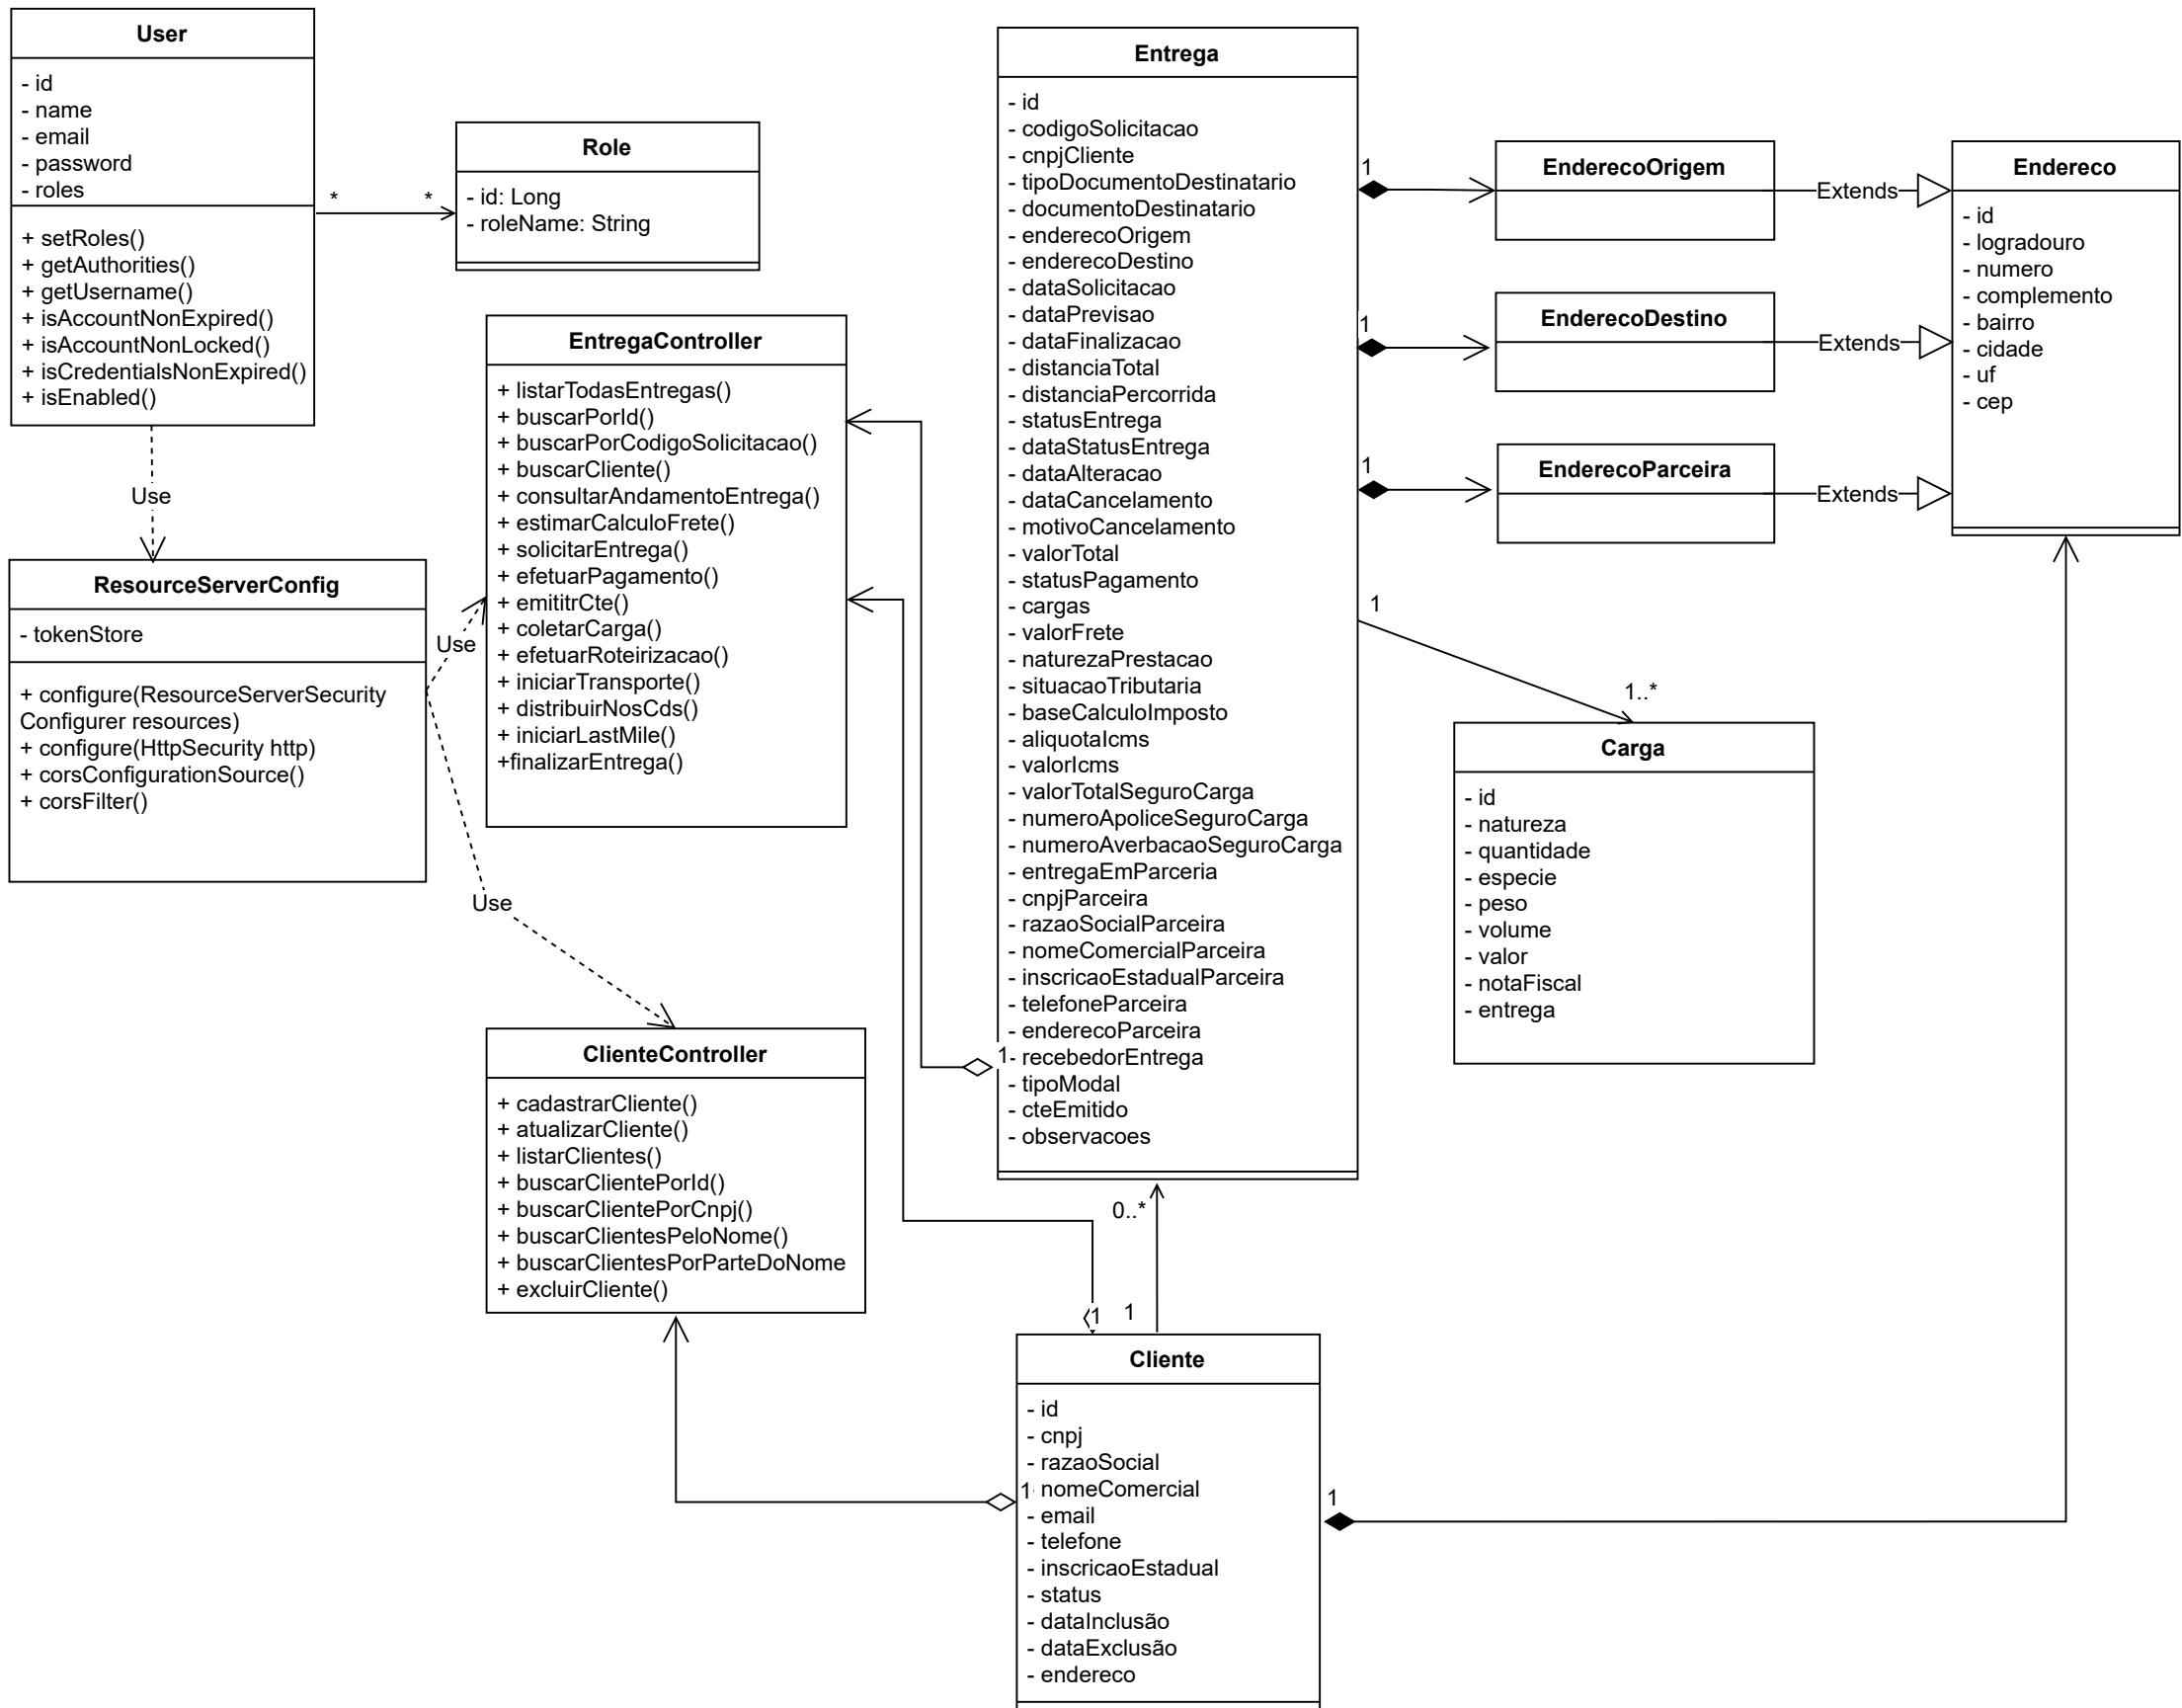 User
- id
- name
- email
- password
- roles
+ setRoles()
+ getAuthorities()
+ getUsername()
+ isAccountNonExpired()
+ isAccountNonLocked()
+ isCredentialsNonExpired()
+ isEnabled()
*
*
Role
- id: Long
- roleName: String
Use
ResourceServerConfig
- tokenStore
+ configure(ResourceServerSecurity
Configurer resources)
+ configure(HttpSecurity http)
+ corsConfigurationSource()
+ corsFilter()
Use
Use
EntregaController
+ listarTodasEntregas()
+ buscarPorId()
+ buscarPorCodigoSolicitacao()
+ buscarCliente()
+ consultarAndamentoEntrega()
+ estimarCalculoFrete()
+ solicitarEntrega()
+ efetuarPagamento()
+ emititrCte()
+ coletarCarga()
+ efetuarRoteirizacao()
+ iniciarTransporte()
+ distribuirNosCds()
+ iniciarLastMile()
+finalizarEntrega()
ClienteController
+ cadastrarCliente()
+ atualizarCliente()
+ listarClientes()
+ buscarClientePorId()
+ buscarClientePorCnpj()
+ buscarClientesPeloNome()
+ buscarClientesPorParteDoNome
+ excluirCliente()
Entrega
- id
- codigoSolicitacao
- cnpjCliente
- tipoDocumentoDestinatario
- documentoDestinatario
- enderecoOrigem
- enderecoDestino
- dataSolicitacao
- dataPrevisao
- dataFinalizacao
- distanciaTotal
- distanciaPercorrida
- statusEntrega
- dataStatusEntrega
- dataAlteracao
- dataCancelamento
- motivoCancelamento
- valorTotal
- statusPagamento
- cargas
- valorFrete
- naturezaPrestacao
- situacaoTributaria
- baseCalculoImposto
- aliquotaIcms
- valorIcms
- valorTotalSeguroCarga
- numeroApoliceSeguroCarga
- numeroAverbacaoSeguroCarga
- entregaEmParceria
- cnpjParceira
- razaoSocialParceira
- nomeComercialParceira
- inscricaoEstadualParceira
- telefoneParceira
- enderecoParceira
1
- recebedorEntrega
- tipoModal
- cteEmitido
- observacoes
1
EnderecoOrigem
Extends
1
EnderecoDestino
Extends
1
EnderecoParceira
Extends
Endereco
- id
- logradouro
- numero
- complemento
- bairro
- cidade
- uf
- cep
1
1..*
Carga
- id
- natureza
- quantidade
- especie
- peso
- volume
- valor
- notaFiscal
- entrega
0..*
1
1
Cliente
- id
- cnpj
- razaoSocial
1
- nomeComercial
- email
- telefone
- inscricaoEstadual
- status
- dataInclusão
- dataExclusão
- endereco
1